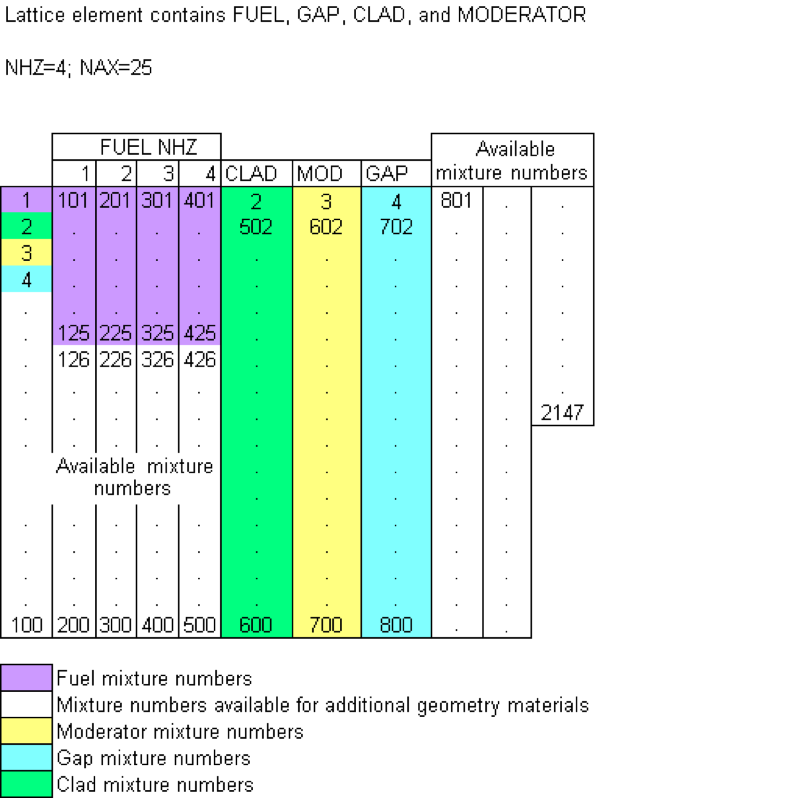 Lattice element contains FUEL, GAP, CLAD, and MODERATOR
NHZ=4; NAX=25
FUEL NHZ Available
1 2 3 4 CLAD MOD GAP mixture numbers
1 101 201 301 401 2 3 4 801 . .
2 . . . . 502 602 702 . . .
3 . . . . . . . . . .
4 . . . . . . . . . .
. . . . . . . . . . .
. 125 225 325 425 . . . . . .
. 126 226 326 426 . . . . . .
. . . . . . . . . . .
. . . . . . . . . . 2147
. . . . . . . . . .
Available mixture . . . . .
numbers . . . . .
. . . . . . . . . .
. . . . . . . . . .
. . . . . . . . . .
. . . . . . . . . .
100 200 300 400 500 600 700 800 . .
Fuel mixture numbers
Mixture numbers available for additional geometry materials
Moderator mixture numbers
Gap mixture numbers
Clad mixture numbers